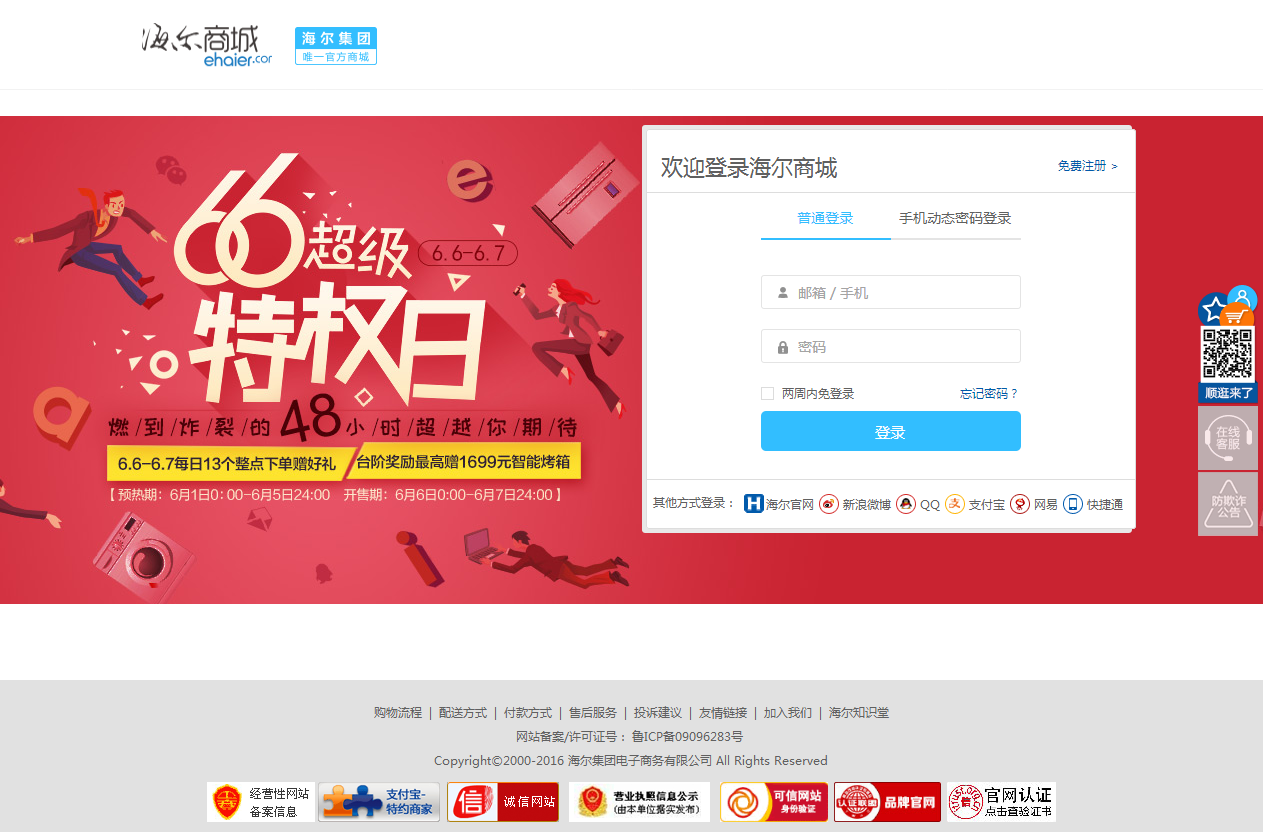 海尔商城
ehaier.cor
海尔集团
唯一官方商城
66超级
6.6-6.7
特权日
燃/到/炸/裂/的48小/时/超/越/你/期/待
6.6-6.7每日13个整点下单赠好礼
台阶奖励最高赠1699元智能烤箱
【 预热期：6月1日0:00-6月5日24:00 开售期：6月6日0:00-6月7日24:00 】
欢迎登录海尔商城
免费注册 >
普通登录
手机动态密码登录
邮箱 / 手机
密码
两周内免登录
忘记密码？
登录
其他方式登录： 海尔官网 新浪微博 QQ 支付宝 网易 快捷通
顺逛来了
在线
客服
防欺诈
公告
购物流程 | 配送方式 | 付款方式 | 售后服务 | 投诉建议 | 友情链接 | 加入我们 | 海尔知识堂
网站备案/许可证号： 鲁ICP备09096283号
Copyright©2000-2016 海尔集团电子商务有限公司 All Rights Reserved
经营性网站
备案信息
支付宝-
特约商家
信 诚信网站
营业执照信息公示
(由本单位据实发布)
可信网站
身份验证
认证联盟 品牌官网
官网认证
点击查验证书